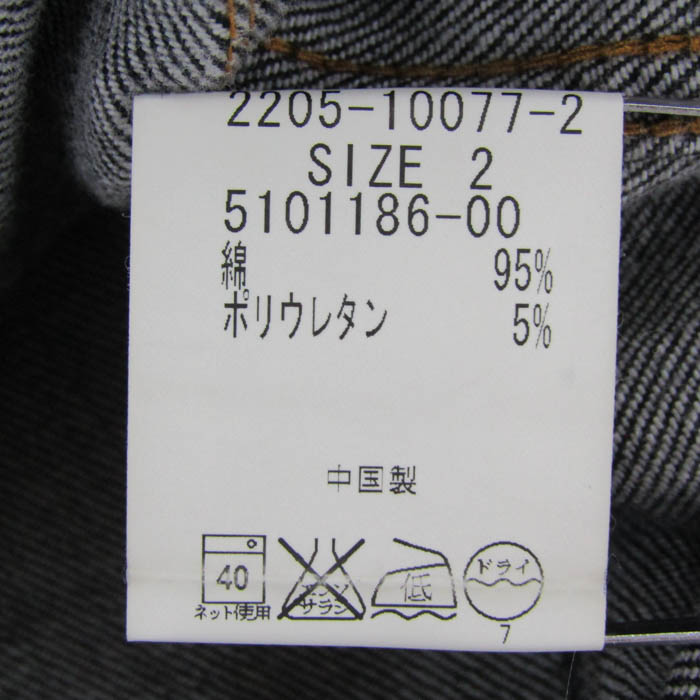 2205-10077-2
SIZE 2
5101186-00
綿 95%
ポリウレタン 5%
中国製
40
ネット使用
エンソ
サラシ
低
ドライ
7